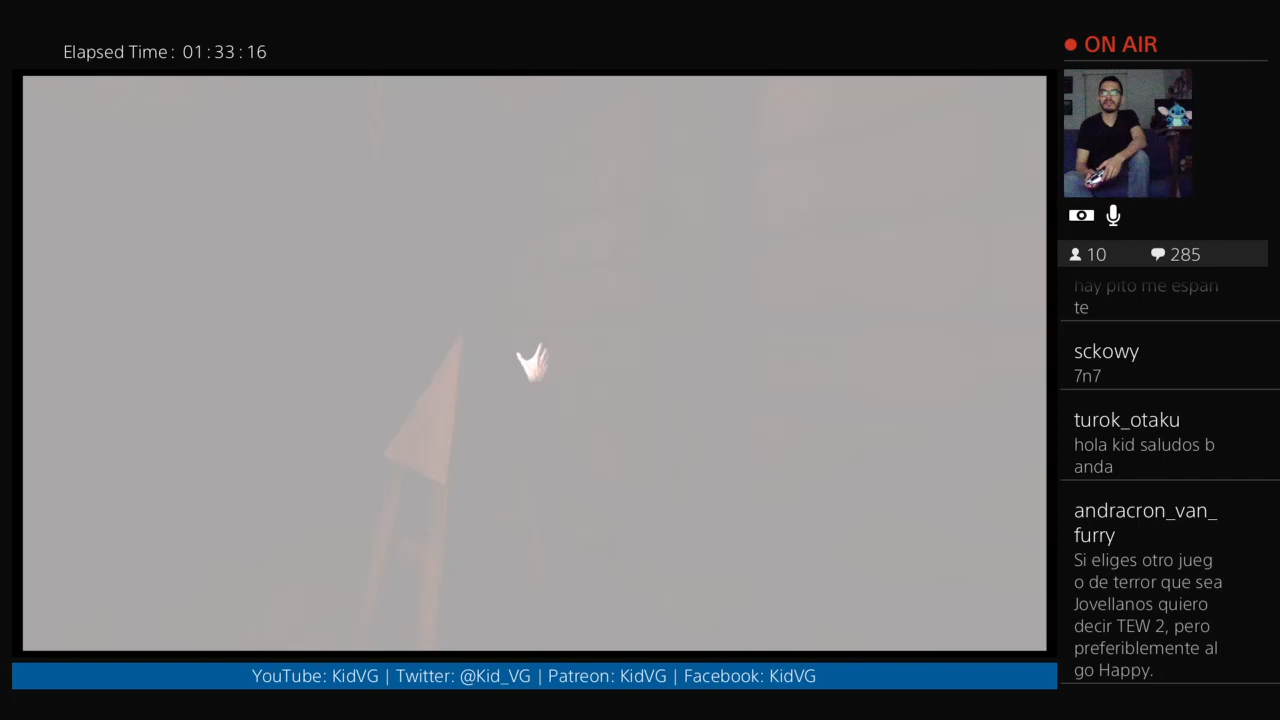 Elapsed Time: 01:33:16
ON AIR
10
285
hay pito me espan
te
sckowy
7n7
turok_otaku
hola kid saludos b
anda
andracron_van_
furry
Si eliges otro jueg
o de terror que sea
Jovellanos quiero
decir TEW 2, pero
preferiblemente al
go Happy.
YouTube: KidVG | Twitter: @Kid_VG | Patreon: KidVG | Facebook: KidVG